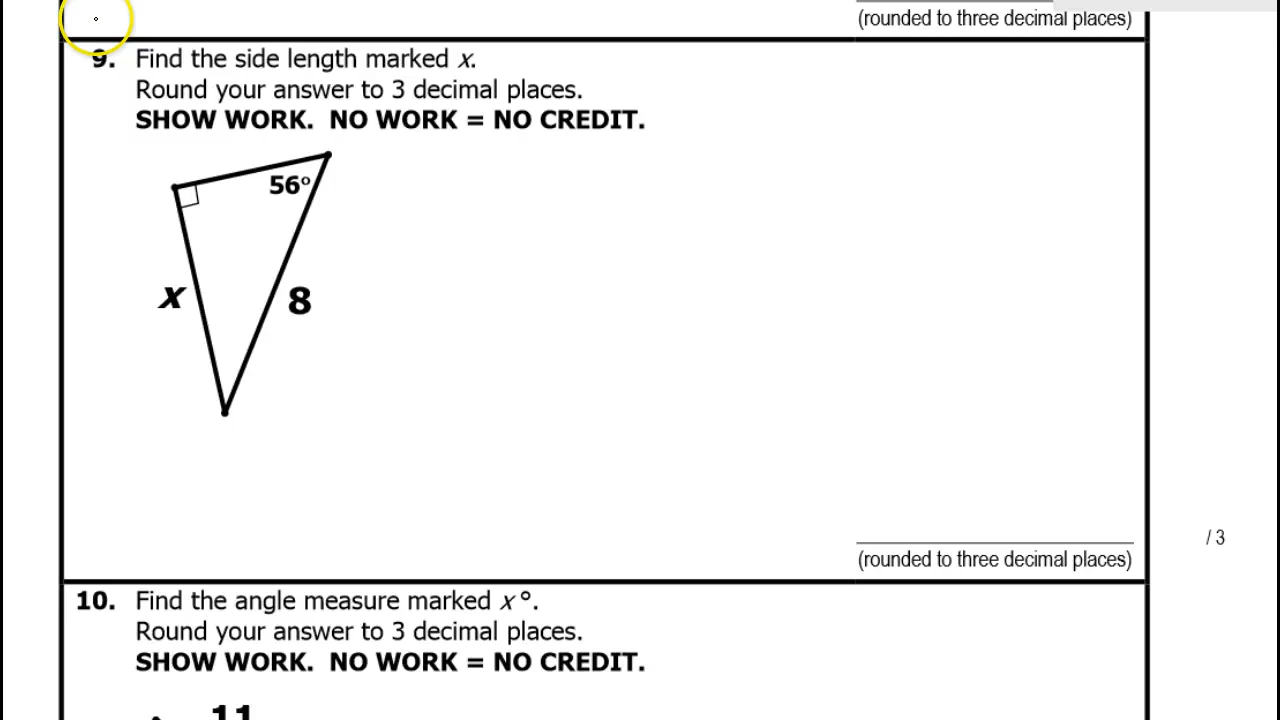 (rounded to three decimal places)
9. Find the side length marked x.
Round your answer to 3 decimal places.
SHOW WORK. NO WORK = NO CREDIT.
56°
x
8
/ 3
(rounded to three decimal places)
10. Find the angle measure marked x°.
Round your answer to 3 decimal places.
SHOW WORK. NO WORK = NO CREDIT.
11